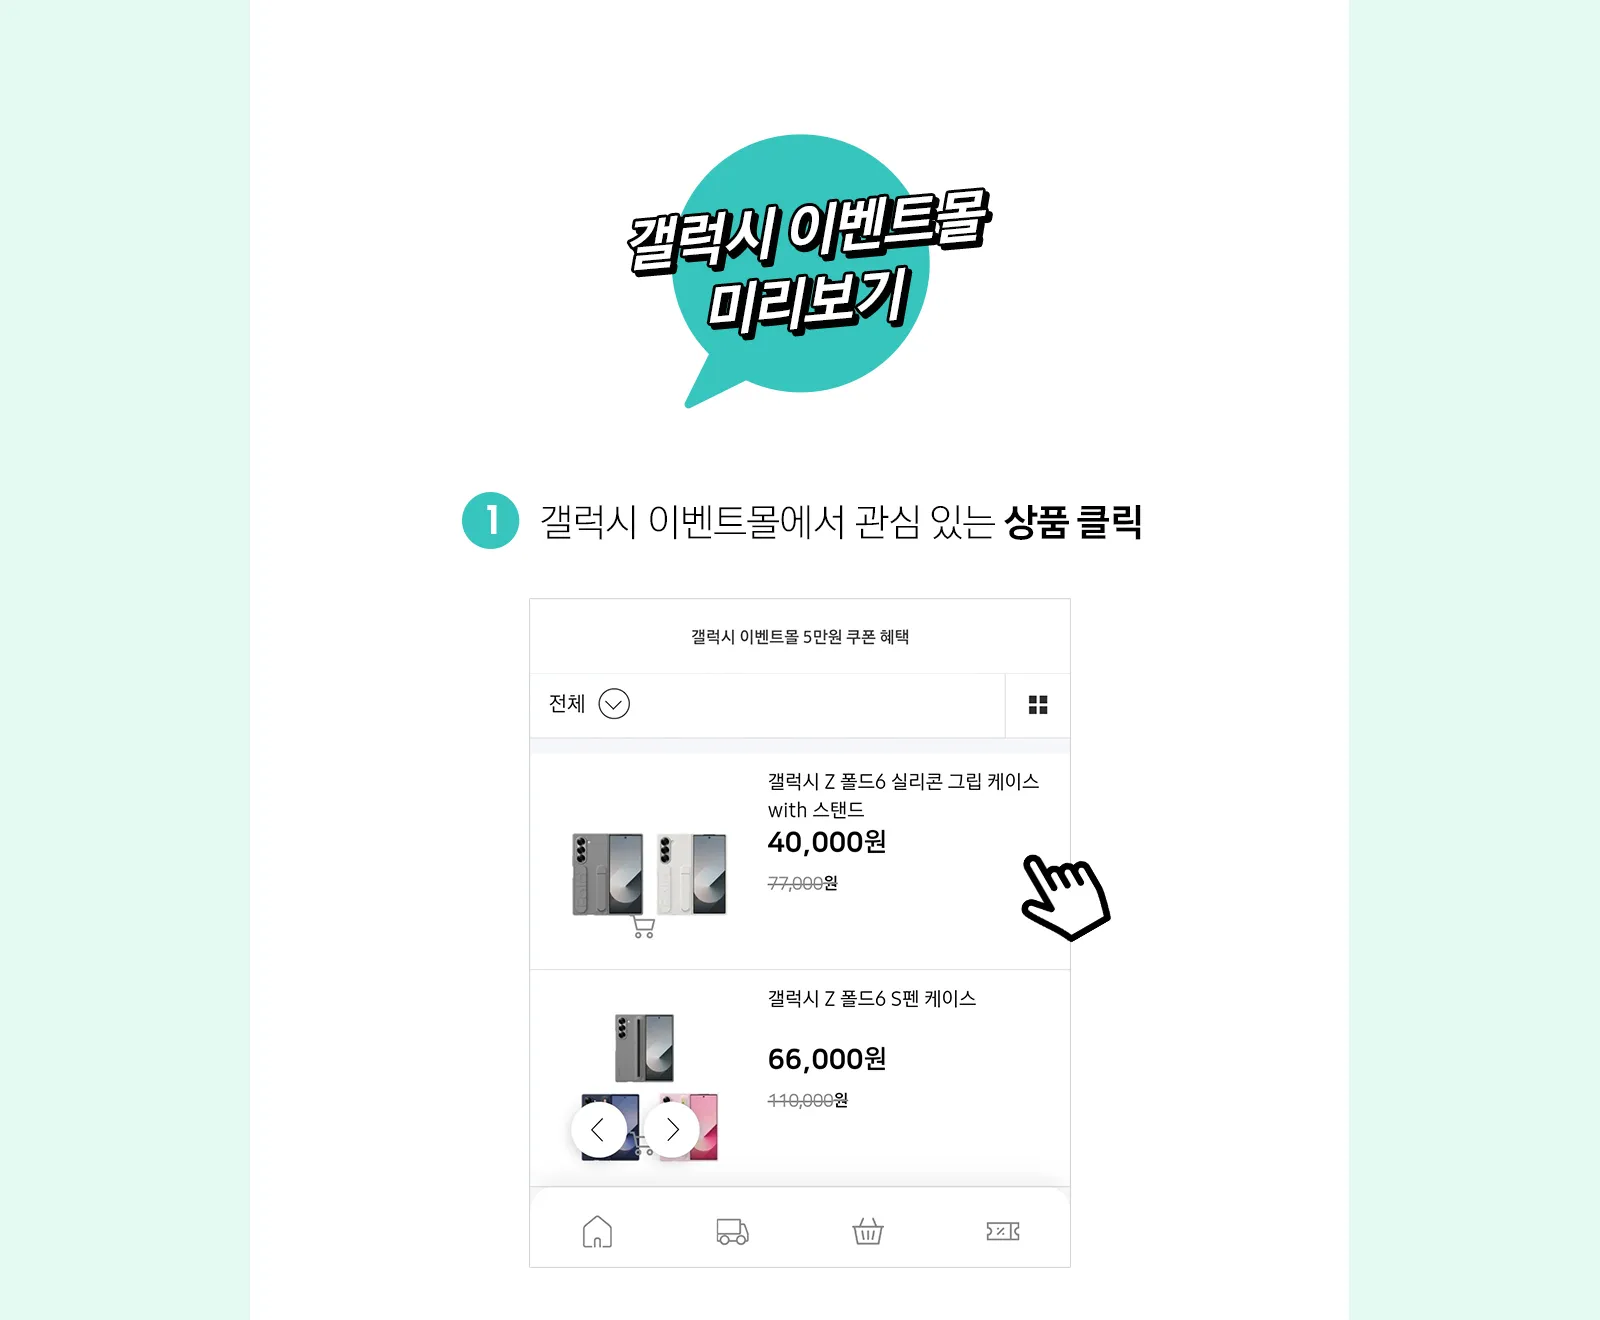 갤럭시 이벤트몰
미리보기
1 갤럭시 이벤트몰에서 관심 있는 상품 클릭
갤럭시 이벤트몰 5만원 쿠폰 혜택
전체
갤럭시 Z 폴드6 실리콘 그립 케이스
with 스탠드
40,000원
77,000원
갤럭시 Z 폴드6 S펜 케이스
66,000원
110,000원